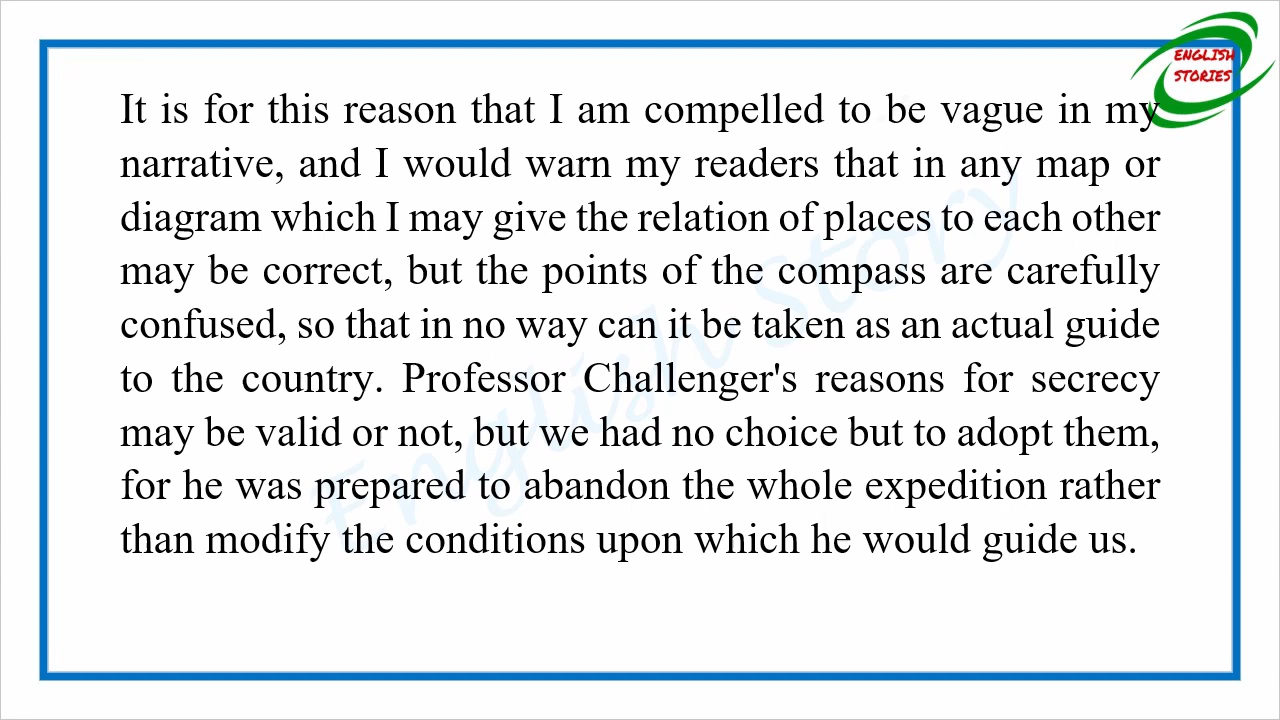 ENGLISH
STORIES
It is for this reason that I am compelled to be vague in my
narrative, and I would warn my readers that in any map or
diagram which I may give the relation of places to each other
may be correct, but the points of the compass are carefully
confused, so that in no way can it be taken as an actual guide
to the country. Professor Challenger's reasons for secrecy
may be valid or not, but we had no choice but to adopt them,
for he was prepared to abandon the whole expedition rather
than modify the conditions upon which he would guide us.
English Story